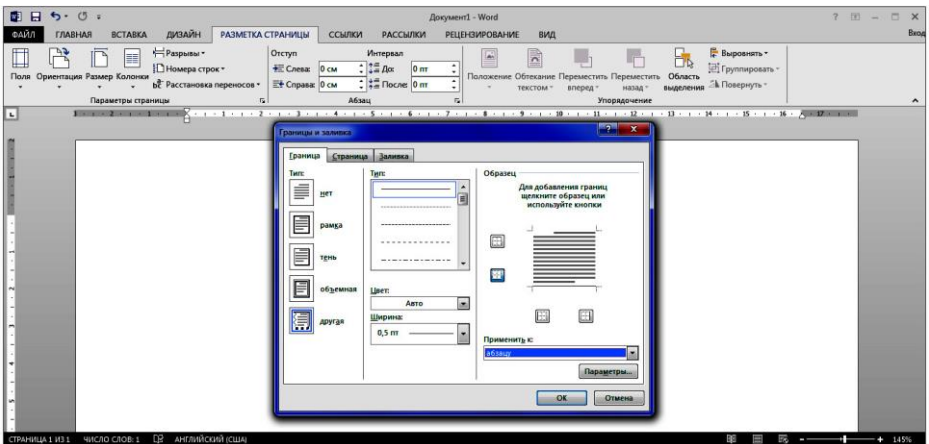 Документ1 - Word
ФАЙЛ ГЛАВНАЯ ВСТАВКА ДИЗАЙН РАЗМЕТКА СТРАНИЦЫ ССЫЛКИ РАССЫЛКИ РЕЦЕНЗИРОВАНИЕ ВИД Вход
Поля Ориентация Размер Колонки
Разрывы
Номера строк
Расстановка переносов
Параметры страницы
Отступ Интервал
Слева: 0 см До: 0 пт
Справа: 0 см После: 0 пт
Абзац
Положение Обтекание текстом Переместить вперед Переместить назад Область выделения
Выровнять
Группировать
Повернуть
Упорядочение
Границы и заливка
Граница Страница Заливка
Тип: Тип: Образец
нет
рамка
тень
объемная
другая
Цвет:
Авто
Ширина:
0,5 пт
Для добавления границ
щелкните образец или
используйте кнопки
Применить к:
абзацу
Параметры...
ОК Отмена
СТРАНИЦА 1 ИЗ 1 ЧИСЛО СЛОВ: 1 АНГЛИЙСКИЙ (США) 145%